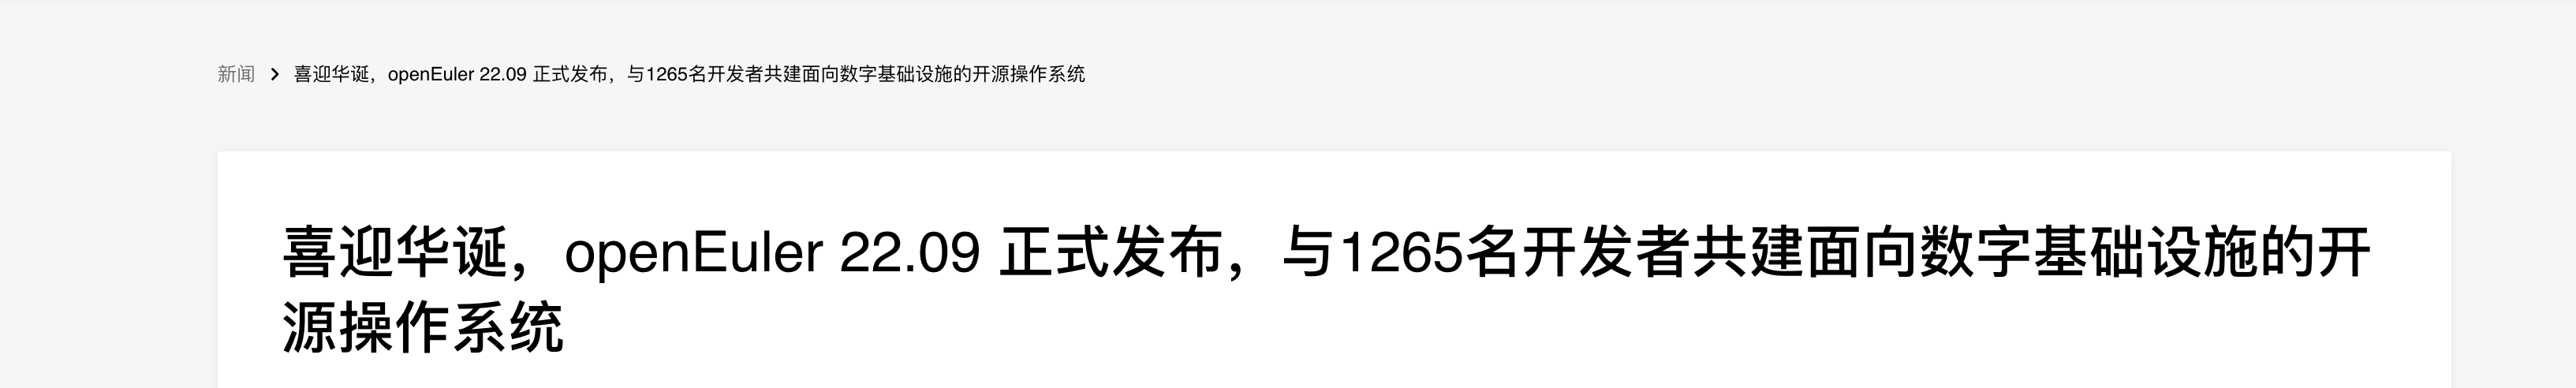 新闻 > 喜迎华诞，openEuler 22.09 正式发布，与1265名开发者共建面向数字基础设施的开源操作系统
喜迎华诞，openEuler 22.09 正式发布，与1265名开发者共建面向数字基础设施的开
源操作系统